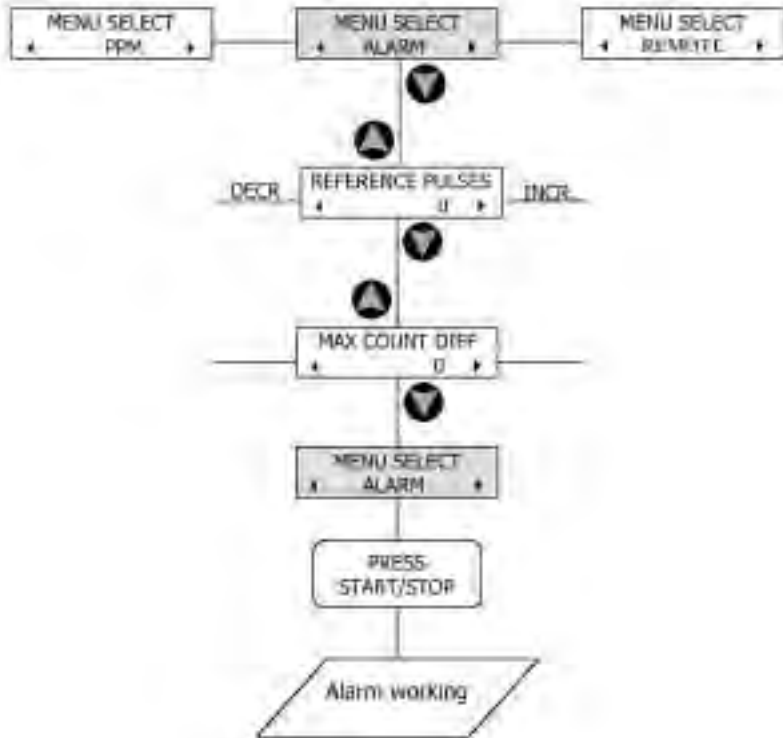 MENU SELECT
PPM
MENU SELECT
ALARM
MENU SELECT
REMOTE
DECR
REFERENCE PULSES
0
INCR
MAX COUNT DIFF
0
MENU SELECT
ALARM
PRESS
START/STOP
Alarm working